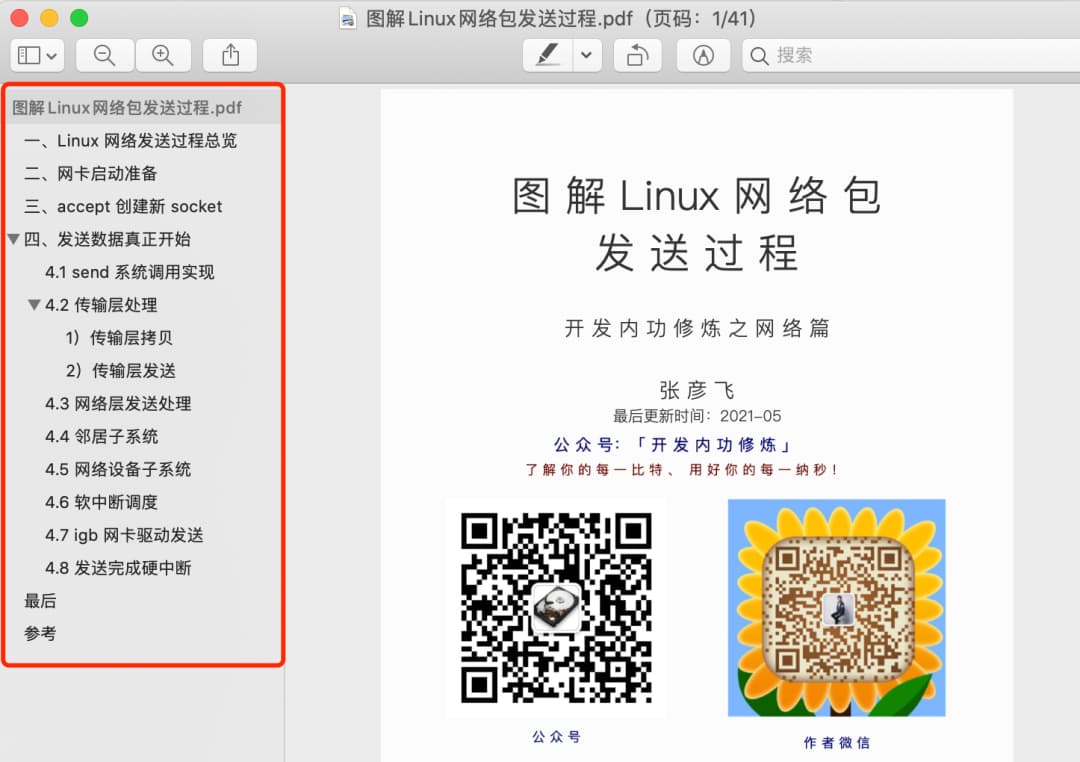 图解Linux网络包发送过程.pdf（页码：1/41）
搜索
图解Linux网络包发送过程.pdf
一、Linux 网络发送过程总览
二、网卡启动准备
三、accept 创建新 socket
四、发送数据真正开始
4.1 send 系统调用实现
4.2 传输层处理
1）传输层拷贝
2）传输层发送
4.3 网络层发送处理
4.4 邻居子系统
4.5 网络设备子系统
4.6 软中断调度
4.7 igb 网卡驱动发送
4.8 发送完成硬中断
最后
参考
图解 Linux 网络包
发送过程
开发内功修炼之网络篇
张彦飞
最后更新时间：2021-05
公众号:「开发内功修炼」
了解你的每一比特、用好你的每一纳秒！
公众号
作者微信